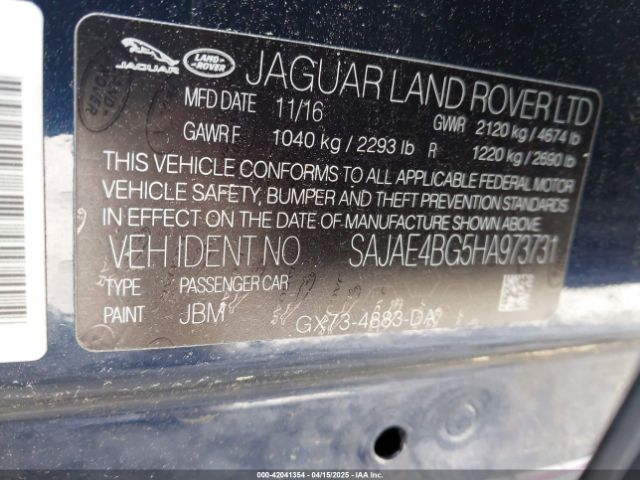 JAGUAR
LAND ROVER
JAGUAR LAND ROVER LTD
MFD DATE 11/16 GWR 2120 kg / 4674 lb
GAWR F 1040 kg / 2293 lb R 1220 kg / 2690 lb
THIS VEHICLE CONFORMS TO ALL APPLICABLE FEDERAL MOTOR
VEHICLE SAFETY, BUMPER AND THEFT PREVENTION STANDARDS
IN EFFECT ON THE DATE OF MANUFACTURE SHOWN ABOVE.
VEH IDENT NO SAJAE4BG5HA973731
TYPE PASSENGER CAR
PAINT JBM GX73-4883-DA
000-42041354 - 04/15/2025 - IAAI.COM